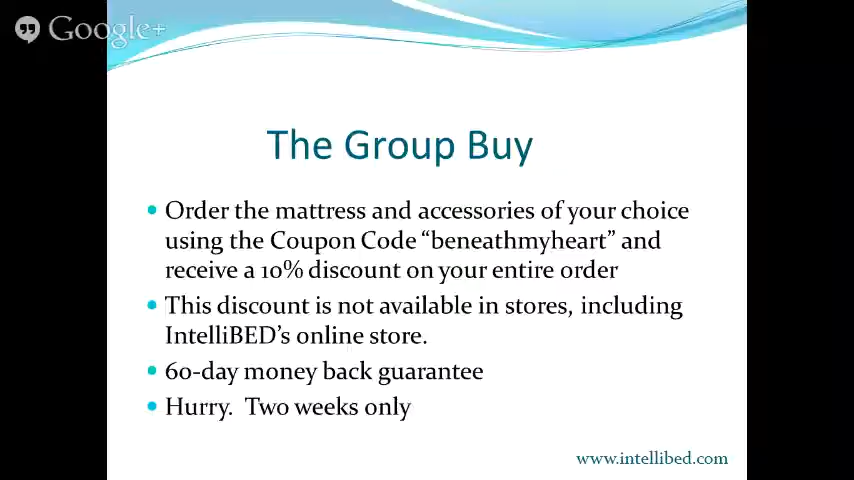 Google+
The Group Buy
• Order the mattress and accessories of your choice
using the Coupon Code “beneathmyheart” and
receive a 10% discount on your entire order
• This discount is not available in stores, including
IntelliBED’s online store.
• 60-day money back guarantee
• Hurry.  Two weeks only
www.intellibed.com